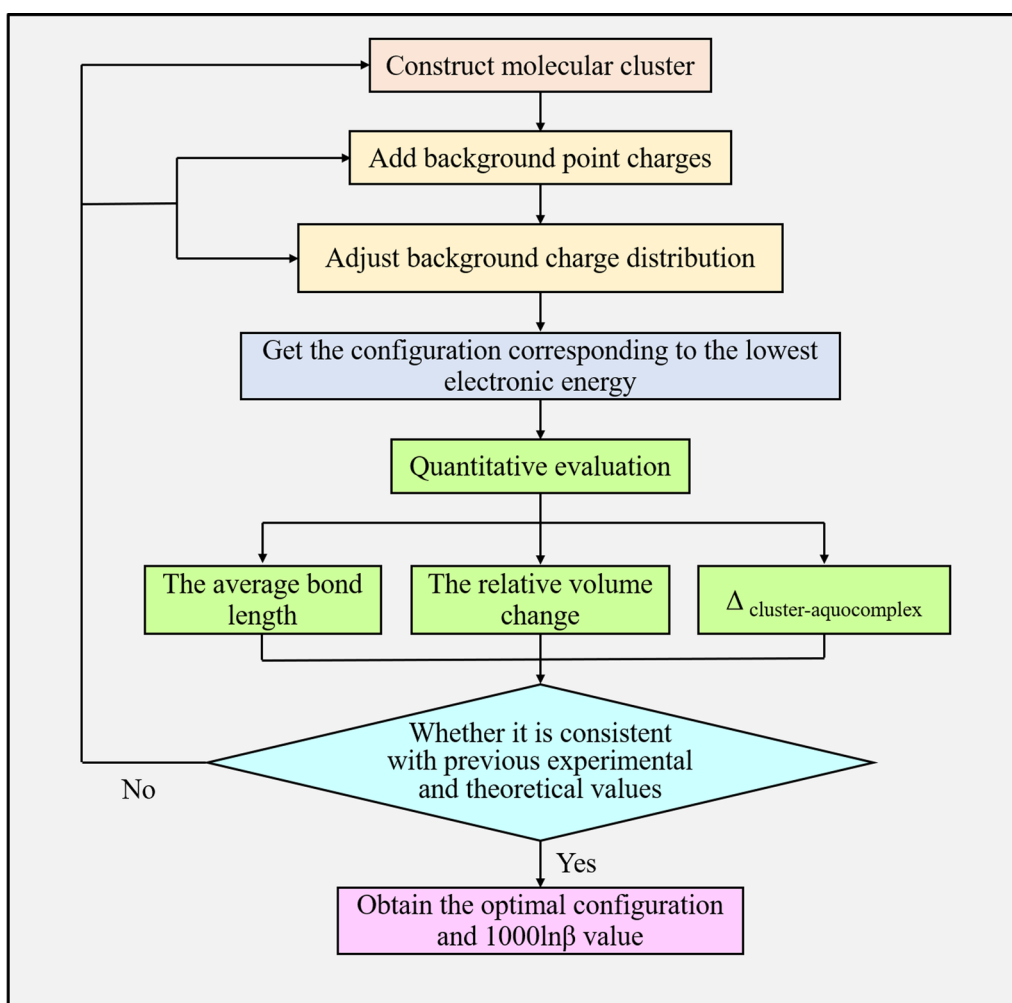 Construct molecular cluster
Add background point charges
Adjust background charge distribution
Get the configuration corresponding to the lowest
electronic energy
Quantitative evaluation
The average bond
length
The relative volume
change
Δ cluster-aquocomplex
Whether it is consistent
with previous experimental
and theoretical values
No
Yes
Obtain the optimal configuration
and 1000lnβ value